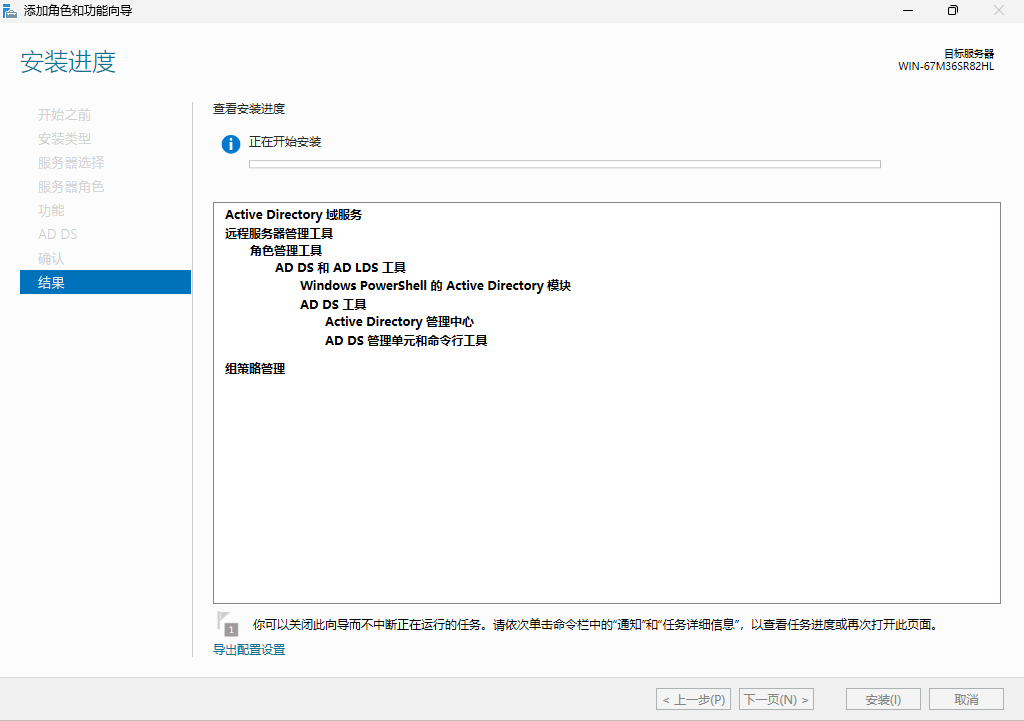 添加角色和功能向导
安装进度
目标服务器
WIN-67M36SR82HL
开始之前
安装类型
服务器选择
服务器角色
功能
AD DS
确认
结果
查看安装进度
正在开始安装
Active Directory 域服务
远程服务器管理工具
角色管理工具
AD DS 和 AD LDS 工具
Windows PowerShell 的 Active Directory 模块
AD DS 工具
Active Directory 管理中心
AD DS 管理单元和命令行工具
组策略管理
1
你可以关闭此向导而不中断正在运行的任务。请依次单击命令栏中的“通知”和“任务详细信息”，以查看任务进度或再次打开此页面。
导出配置设置
< 上一步(P)
下一页(N) >
安装(I)
取消